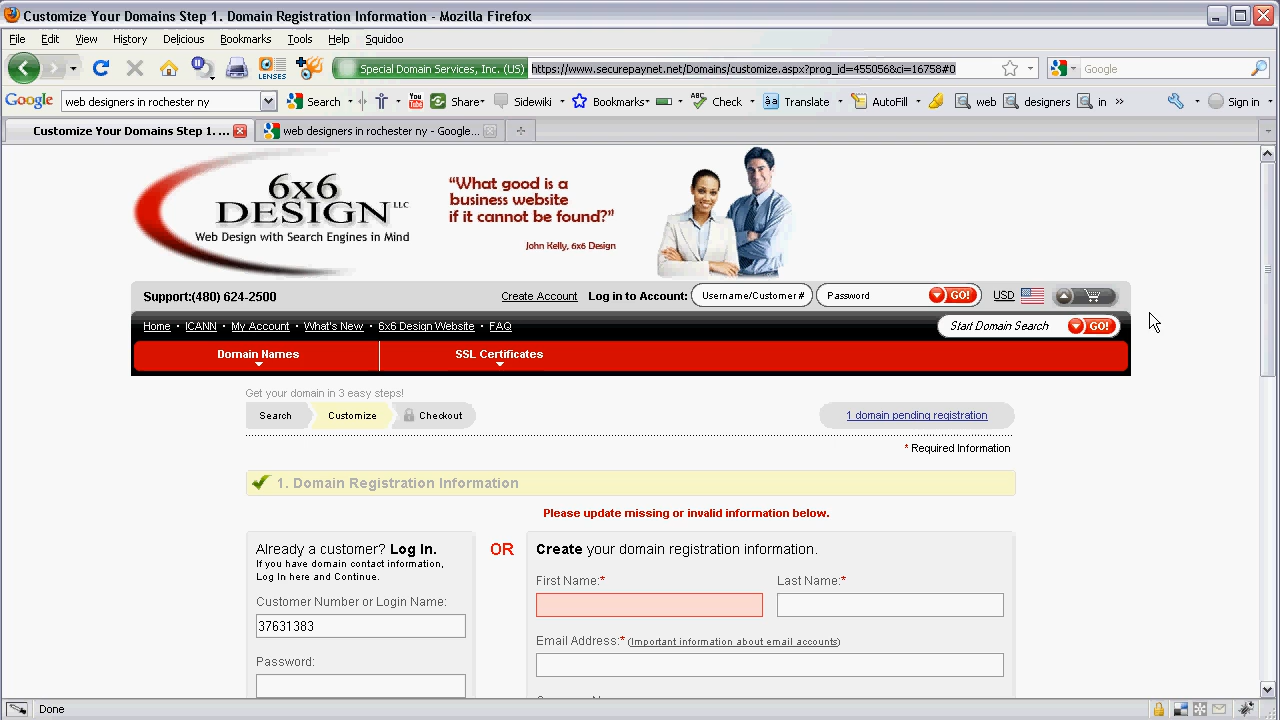 Customize Your Domains Step 1. Domain Registration Information - Mozilla Firefox
File Edit View History Delicious Bookmarks Tools Help Squidoo
LENSES Special Domain Services, Inc. (US) https://www.securepaynet.net/Domains/customize.aspx?prog_id=455056&ci=16758#0 Google
Google web designers in rochester ny Search You Tube Share Sidewiki Bookmarks ABC Check Translate AutoFill web designers in » Sign in
Customize Your Domains Step 1. ... web designers in rochester ny - Google...
6x6
DESIGN LLC
Web Design with Search Engines in Mind
“What good is a
business website
if it cannot be found?”
John Kelly, 6x6 Design
Support:(480) 624-2500 Create Account Log in to Account: Username/Customer # Password GO! USD
Home • ICANN • My Account • What's New • 6x6 Design Website • FAQ Start Domain Search GO!
Domain Names SSL Certificates
Get your domain in 3 easy steps!
Search Customize Checkout 1 domain pending registration
* Required Information
1. Domain Registration Information
Please update missing or invalid information below.
Already a customer? Log In.
If you have domain contact information,
Log In here and Continue.
Customer Number or Login Name:
37631383
Password:
OR
Create your domain registration information.
First Name:* Last Name:*
Email Address:* (Important information about email accounts)
Done